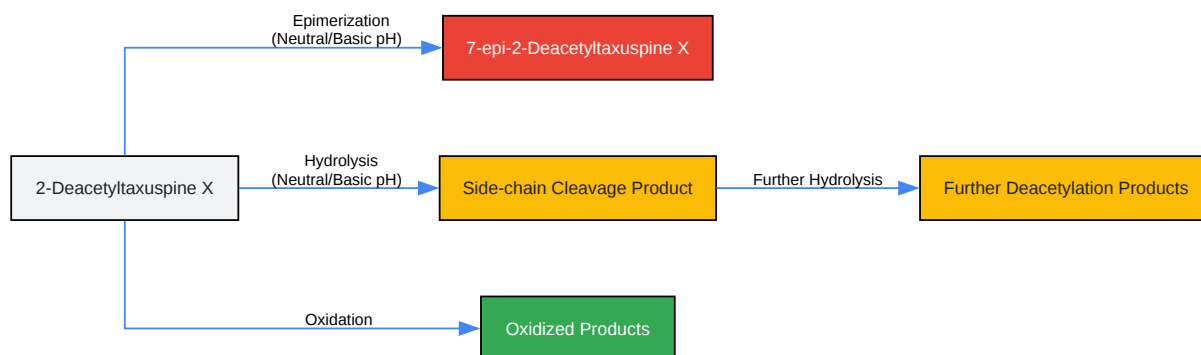 Epimerization
(Neutral/Basic pH)
7-epi-2-Deacetyltaxuspine X
2-Deacetyltaxuspine X
Hydrolysis
(Neutral/Basic pH)
Side-chain Cleavage Product
Further Hydrolysis
Further Deacetylation Products
Oxidation
Oxidized Products